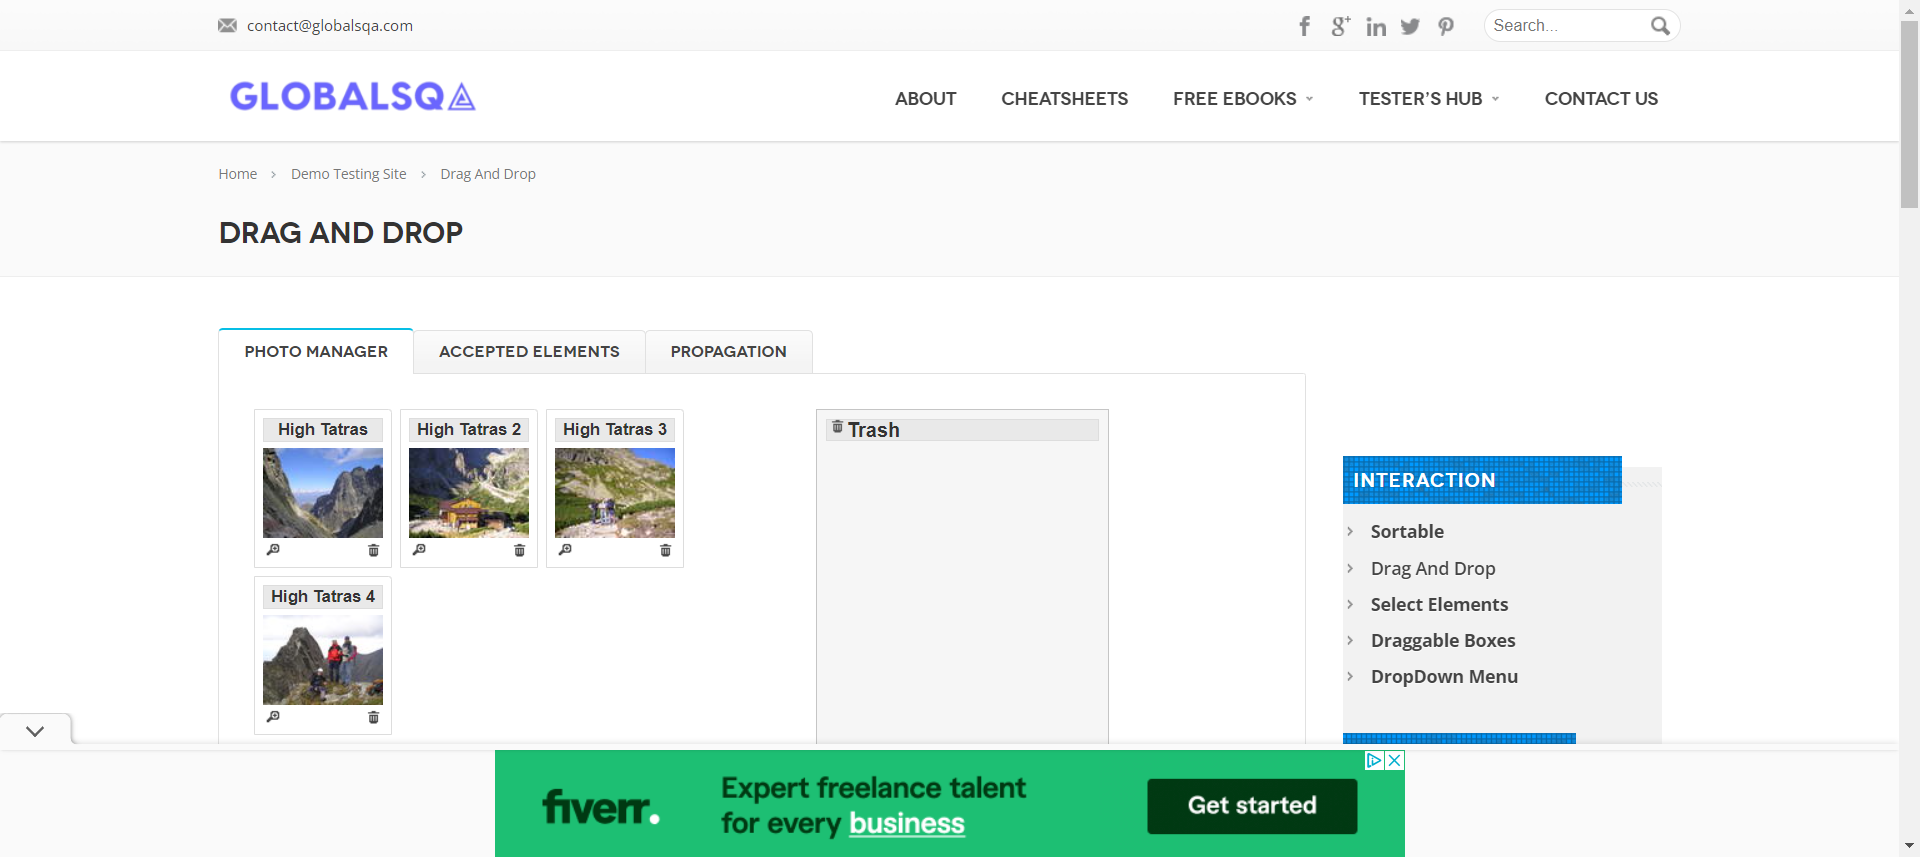 contact@globalsqa.com
Search...
GLOBALSQA
ABOUT CHEATSHEETS FREE EBOOKS TESTER’S HUB CONTACT US
Home > Demo Testing Site > Drag And Drop
DRAG AND DROP
PHOTO MANAGER ACCEPTED ELEMENTS PROPAGATION
High Tatras
High Tatras 2
High Tatras 3
High Tatras 4
Trash
INTERACTION
Sortable
Drag And Drop
Select Elements
Draggable Boxes
DropDown Menu
fiverr.
Expert freelance talent
for every business
Get started